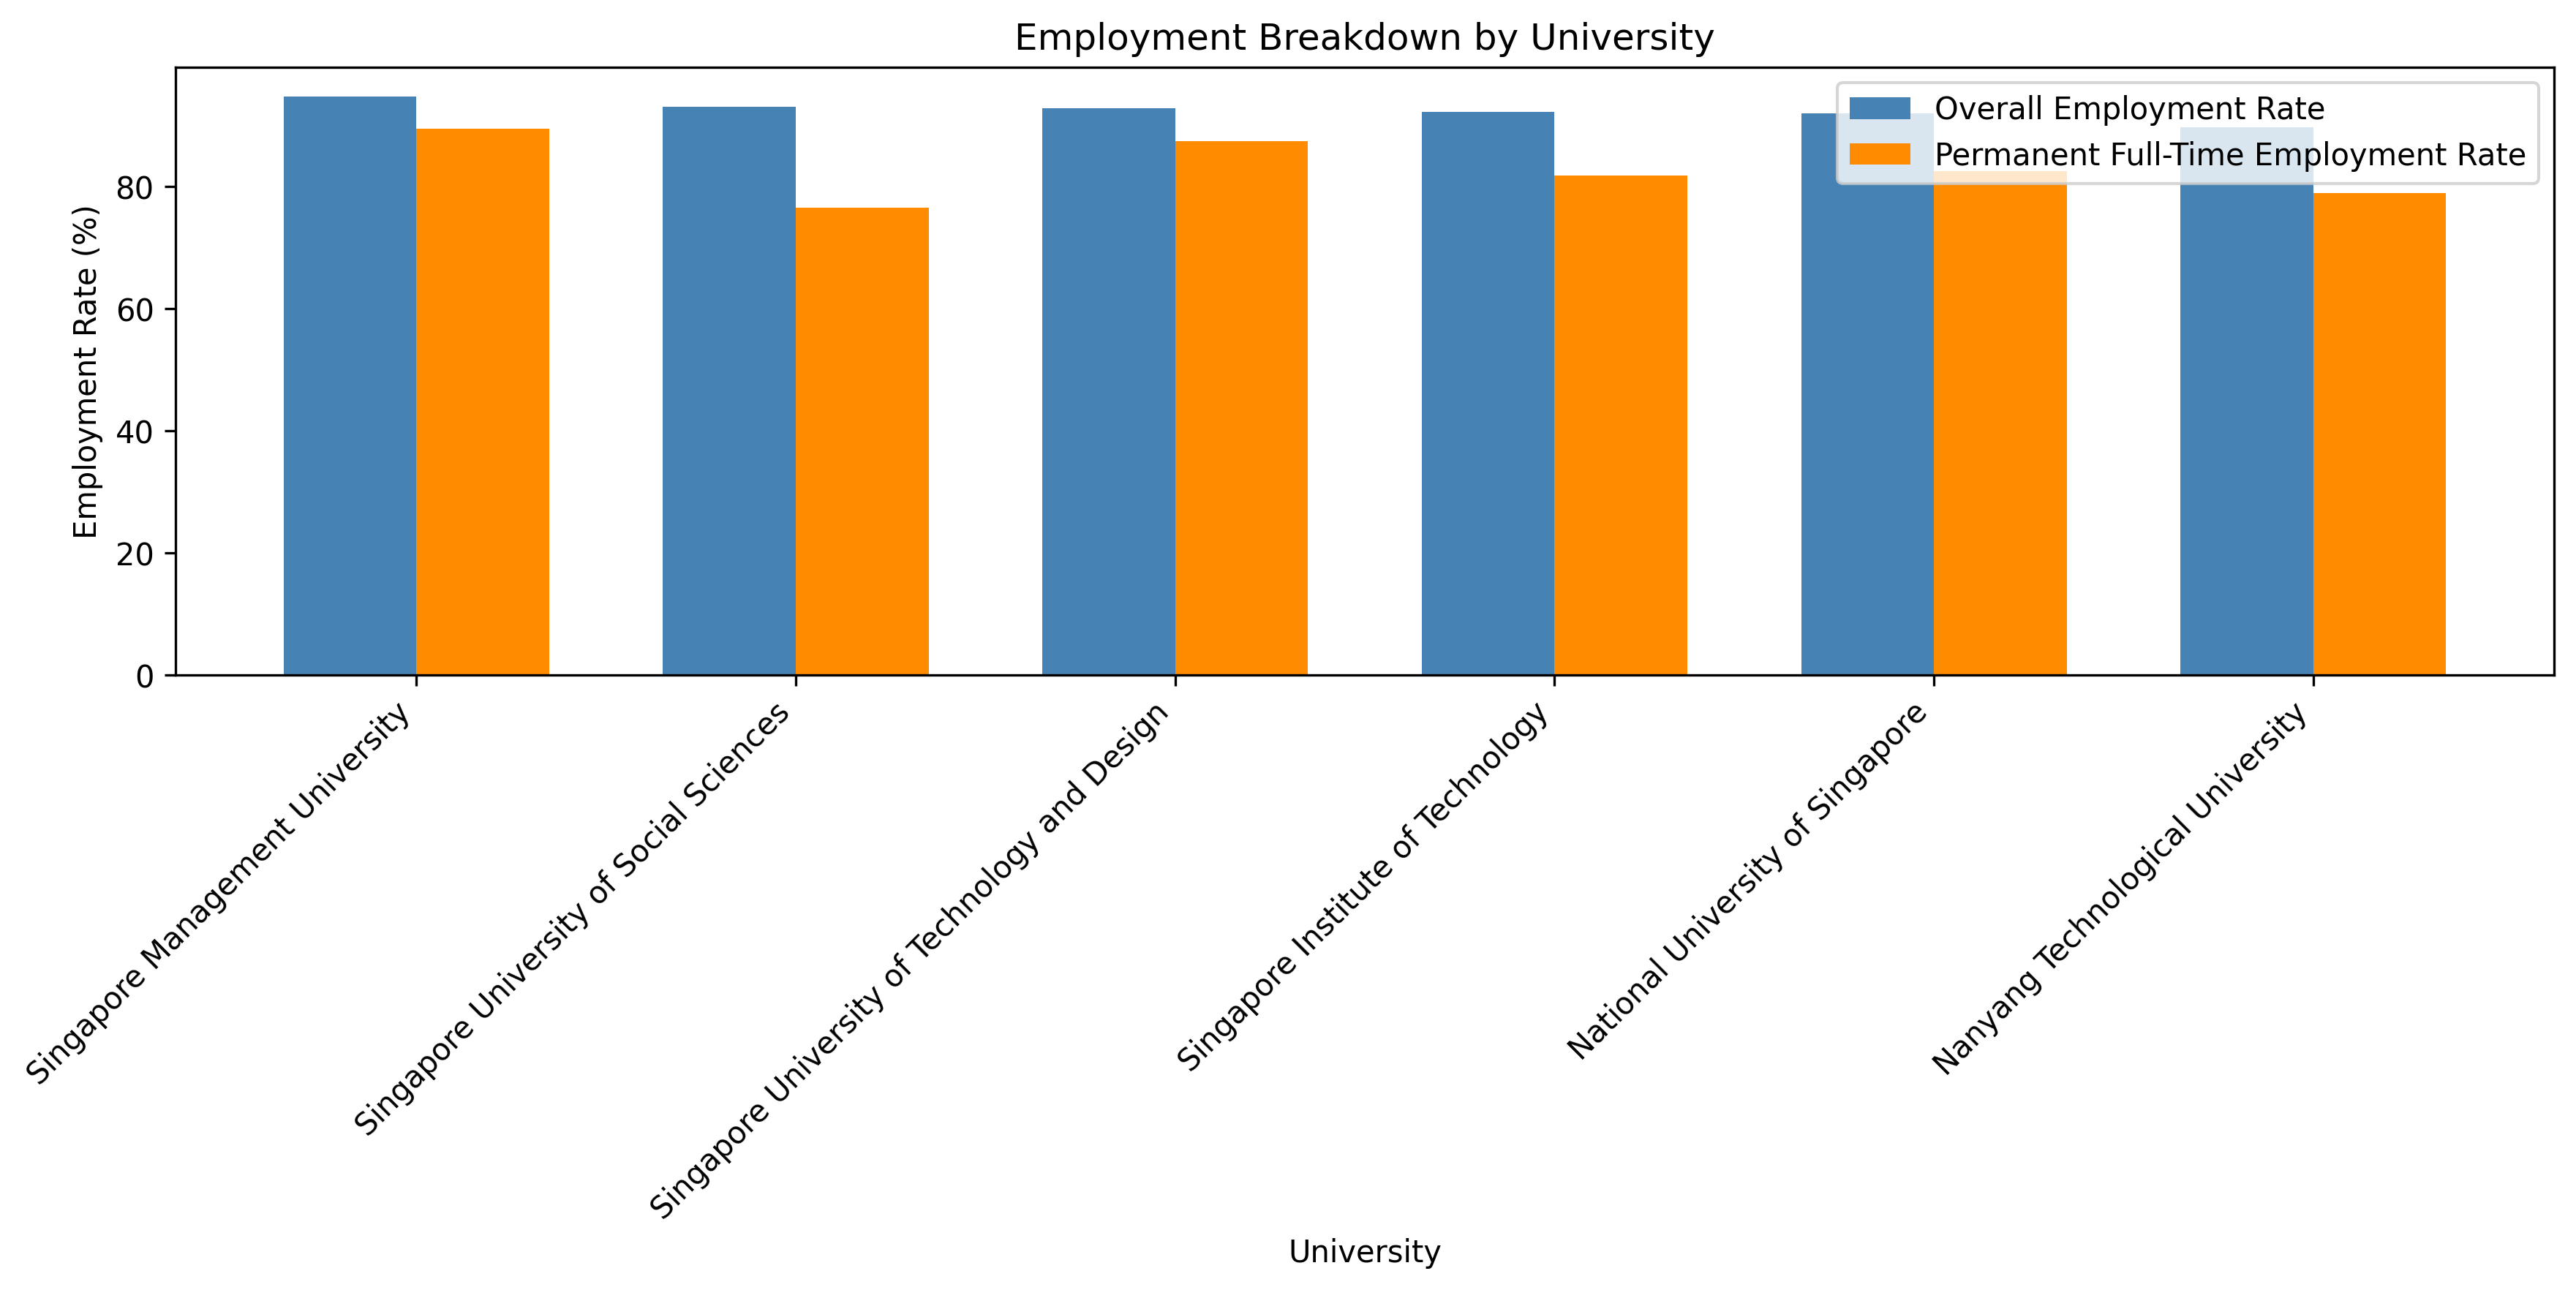 Employment Breakdown by University
Overall Employment Rate
Permanent Full-Time Employment Rate
Employment Rate (%)
80
60
40
20
0
Singapore Management University
Singapore University of Social Sciences
Singapore University of Technology and Design
Singapore Institute of Technology
National University of Singapore
Nanyang Technological University
University